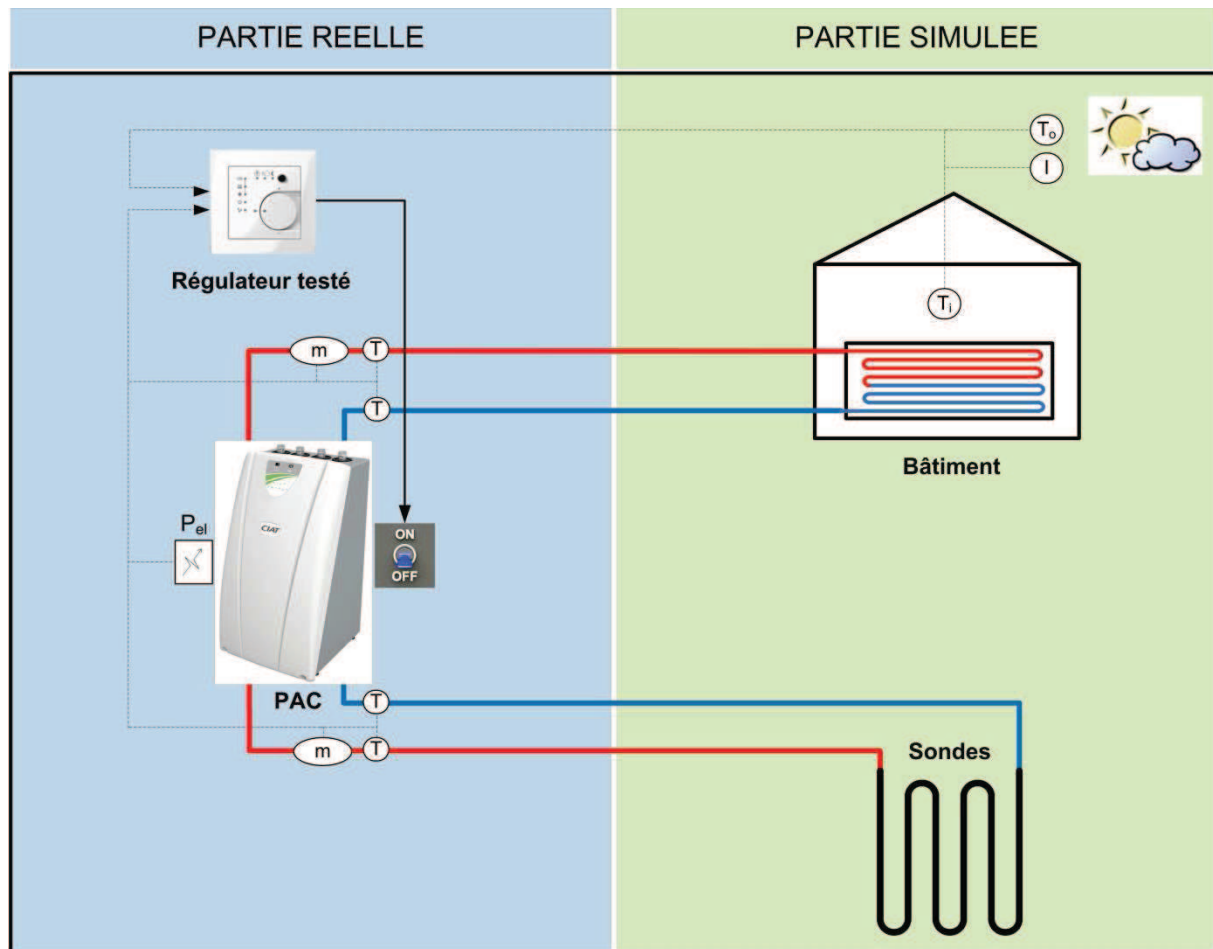 PARTIE REELLE
PARTIE SIMULEE
To
I
Régulateur testé
Ti
m
T
T
Bâtiment
Pel
CIAT
ON
OFF
PAC
T
m
T
Sondes